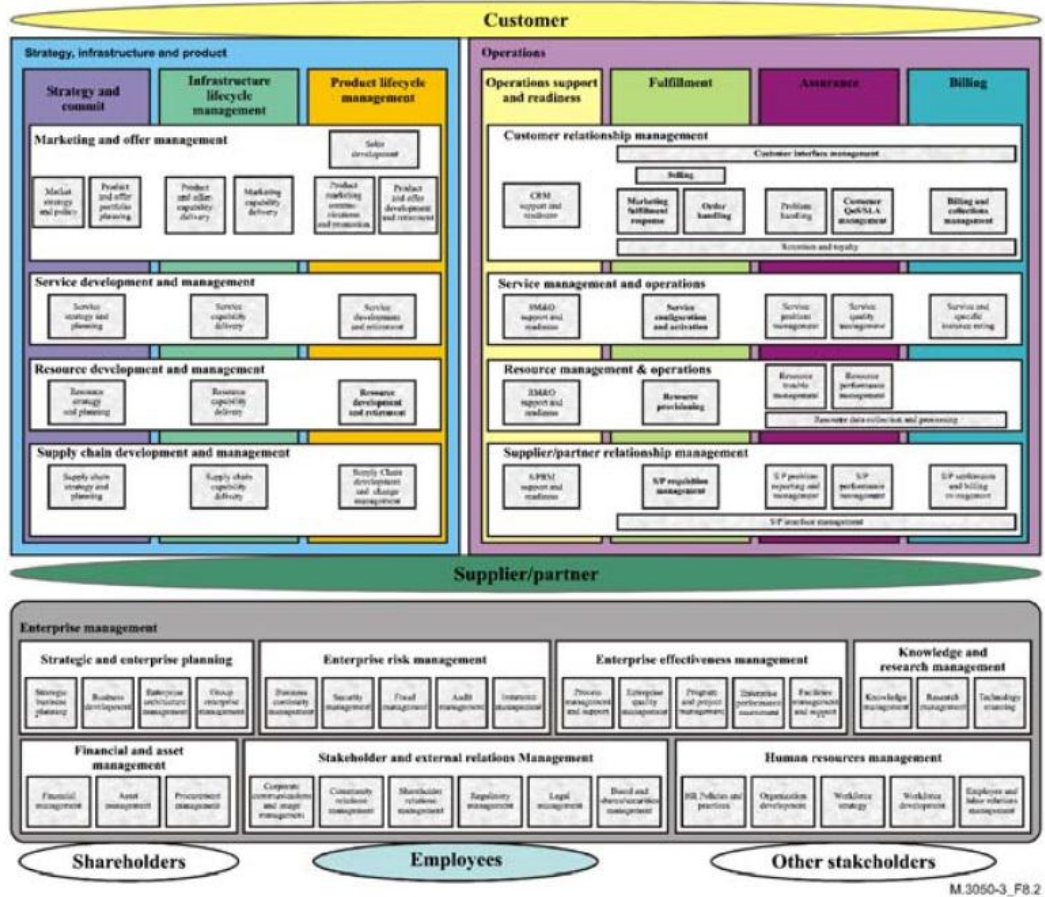 Customer
Strategy, infrastructure and product
Operations
Strategy and
commit
Infrastructure
lifecycle
management
Product lifecycle
management
Operations support
and readiness
Fulfillment
Assurance
Billing
Marketing and offer management
Sales
development
Market
strategy
and policy
Product
and offer
portfolio
planning
Product
and offer
capability
delivery
Marketing
capability
delivery
Product
marketing
and promotion
Product
and offer
development
and retirement
Customer relationship management
Customer interface management
Selling
CRM
support and
readiness
Marketing
fulfillment
response
Order
handling
Problem
handling
Customer
QoS/SLA
management
Billing and
collections
management
Retention and loyalty
Service development and management
Service
strategy and
planning
Service
capability
delivery
Service
development
and retirement
Service management and operations
SM&O
support and
readiness
Service
configuration
and activation
Service
problem
management
Service
quality
management
Service and
specific
instance rating
Resource development and management
Resource
strategy
and planning
Resource
capability
delivery
Resource
development
and retirement
Resource management & operations
RM&O
support and
readiness
Resource
provisioning
Resource
trouble
management
Resource
performance
management
Resource data collection and processing
Supply chain development and management
Supply chain
strategy and
planning
Supply chain
capability
delivery
Supply Chain
development
and change
management
Supplier/partner relationship management
S/PRM
support and
readiness
S/P requisition
management
S/P problem
reporting and
management
S/P
performance
management
S/P settlements
and billing
management
S/P interface management
Supplier/partner
Enterprise management
Strategic and enterprise planning
Strategic
business
planning
Business
development
Enterprise
architecture
management
Group
enterprise
management
Enterprise risk management
Business
continuity
management
Security
management
Fraud
management
Audit
management
Insurance
management
Enterprise effectiveness management
Process
management
and support
Enterprise
quality
management
Program
and project
management
Enterprise
performance
assessment
Facilities
management
and support
Knowledge and
research management
Knowledge
management
Research
management
Technology
scanning
Financial and asset
management
Financial
management
Asset
management
Procurement
management
Stakeholder and external relations Management
Corporate
communications
and image
management
Community
relations
management
Shareholder
relations
management
Regulatory
management
Legal
management
Board and
shares/securities
management
Human resources management
HR Policies and
practices
Organization
development
Workforce
strategy
Workforce
development
Employee and
labor relations
management
Shareholders
Employees
Other stakeholders
M.3050-3_F8.2